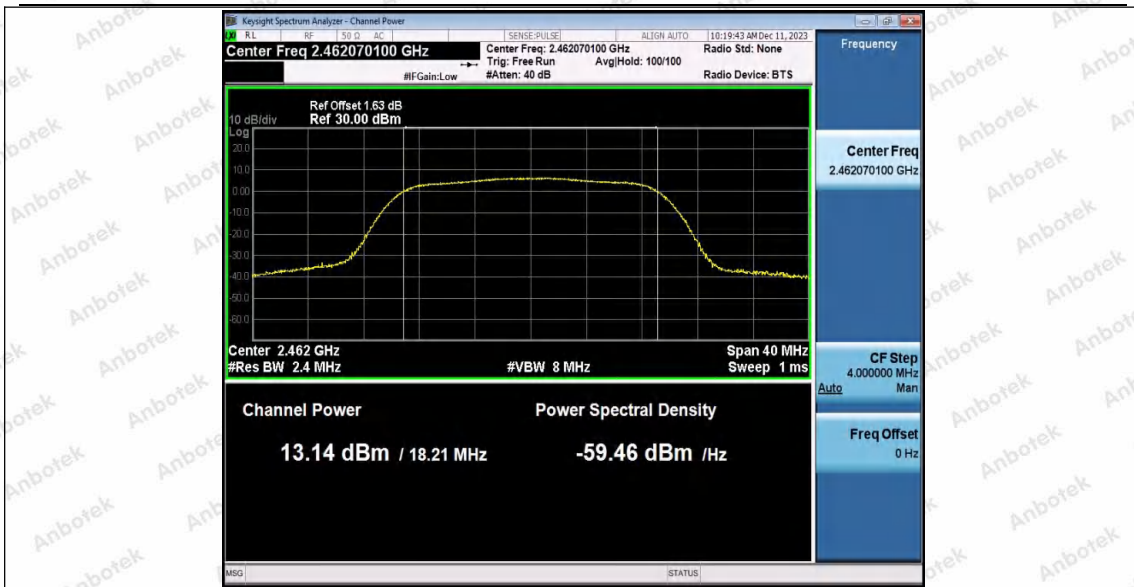 Keysight Spectrum Analyzer - Channel Power
RL RF 50 Ω AC SENSE:PULSE ALIGN AUTO 10:19:43 AM Dec 11, 2023
Center Freq 2.462070100 GHz
Center Freq: 2.462070100 GHz Radio Std: None
Trig: Free Run Avg|Hold: 100/100
#IFGain:Low #Atten: 40 dB Radio Device: BTS
Ref Offset 1.63 dB
10 dB/div Ref 30.00 dBm
Log
20.0
10.0
0.00
-10.0
-20.0
-30.0
-40.0
-50.0
-60.0
Center 2.462 GHz Span 40 MHz
#Res BW 2.4 MHz #VBW 8 MHz Sweep 1 ms
Channel Power Power Spectral Density
13.14 dBm / 18.21 MHz -59.46 dBm /Hz
MSG STATUS
Frequency
Center Freq
2.462070100 GHz
CF Step
4.000000 MHz
Auto Man
Freq Offset
0 Hz
Anbotek